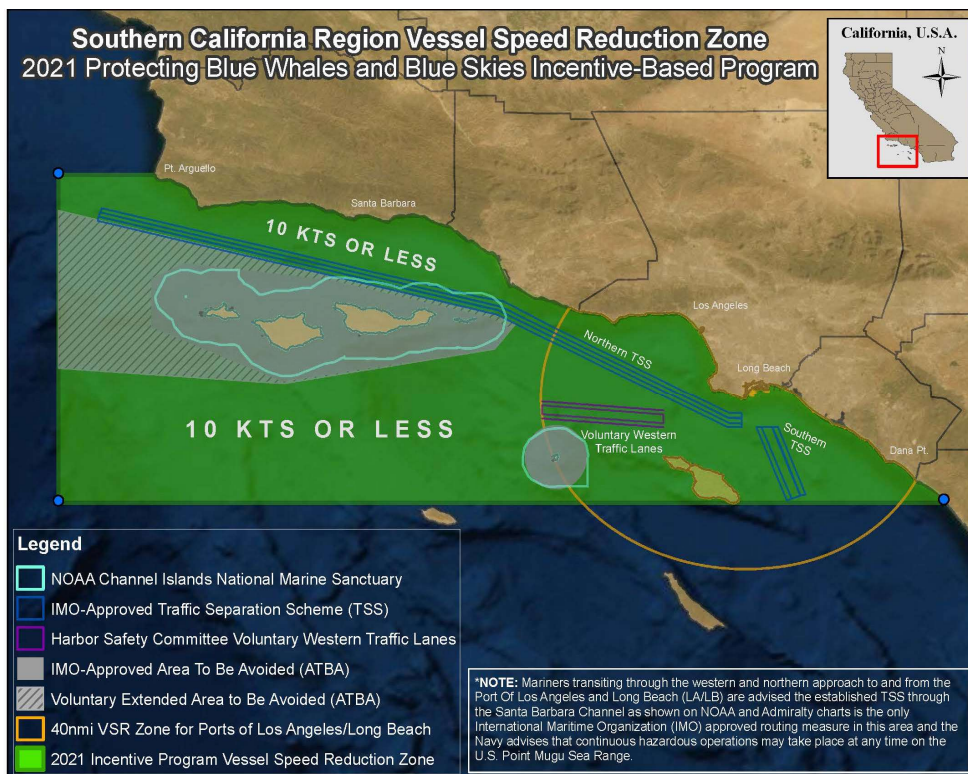 Southern California Region Vessel Speed Reduction Zone
2021 Protecting Blue Whales and Blue Skies Incentive-Based Program
California, U.S.A.
N
Pt. Arguello
Santa Barbara
10 KTS OR LESS
Los Angeles
Northern TSS
Long Beach
10 KTS OR LESS
Voluntary Western
Traffic Lanes
Southern
TSS
Dana Pt.
Legend
NOAA Channel Islands National Marine Sanctuary
IMO-Approved Traffic Separation Scheme (TSS)
Harbor Safety Committee Voluntary Western Traffic Lanes
IMO-Approved Area To Be Avoided (ATBA)
Voluntary Extended Area to Be Avoided (ATBA)
40nmi VSR Zone for Ports of Los Angeles/Long Beach
2021 Incentive Program Vessel Speed Reduction Zone
*NOTE: Mariners transiting through the western and northern approach to and from the
Port Of Los Angeles and Long Beach (LA/LB) are advised the established TSS through
the Santa Barbara Channel as shown on NOAA and Admiralty charts is the only
International Maritime Organization (IMO) approved routing measure in this area and the
Navy advises that continuous hazardous operations may take place at any time on the
U.S. Point Mugu Sea Range.